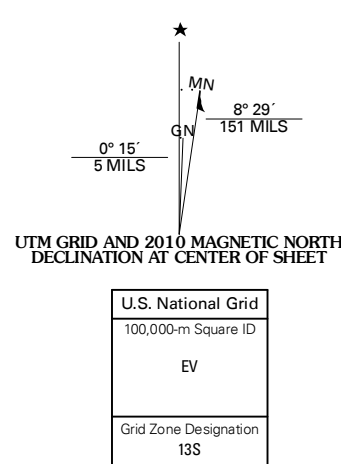 ★
MN
8° 29´
151 MILS
GN
0° 15´
5 MILS
UTM GRID AND 2010 MAGNETIC NORTH
DECLINATION AT CENTER OF SHEET
U.S. National Grid
100,000-m Square ID
EV
Grid Zone Designation
13S